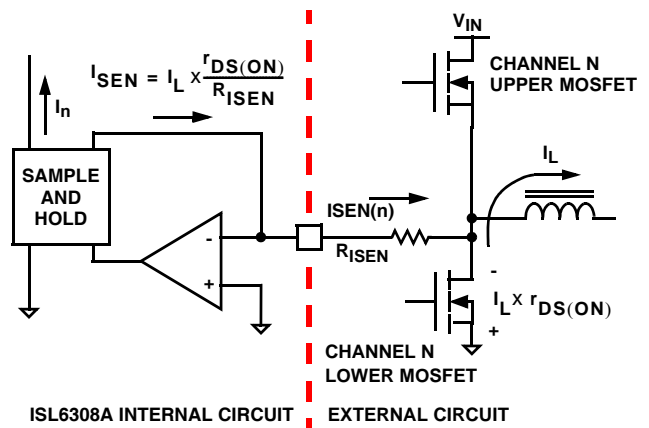 V_IN
I_SEN = I_L x r_DS(ON) / R_ISEN
CHANNEL N
UPPER MOSFET
I_n
I_L
SAMPLE
AND
HOLD
ISEN(n)
-
R_ISEN
+
-
I_L x r_DS(ON)
+
CHANNEL N
LOWER MOSFET
ISL6308A INTERNAL CIRCUIT
EXTERNAL CIRCUIT